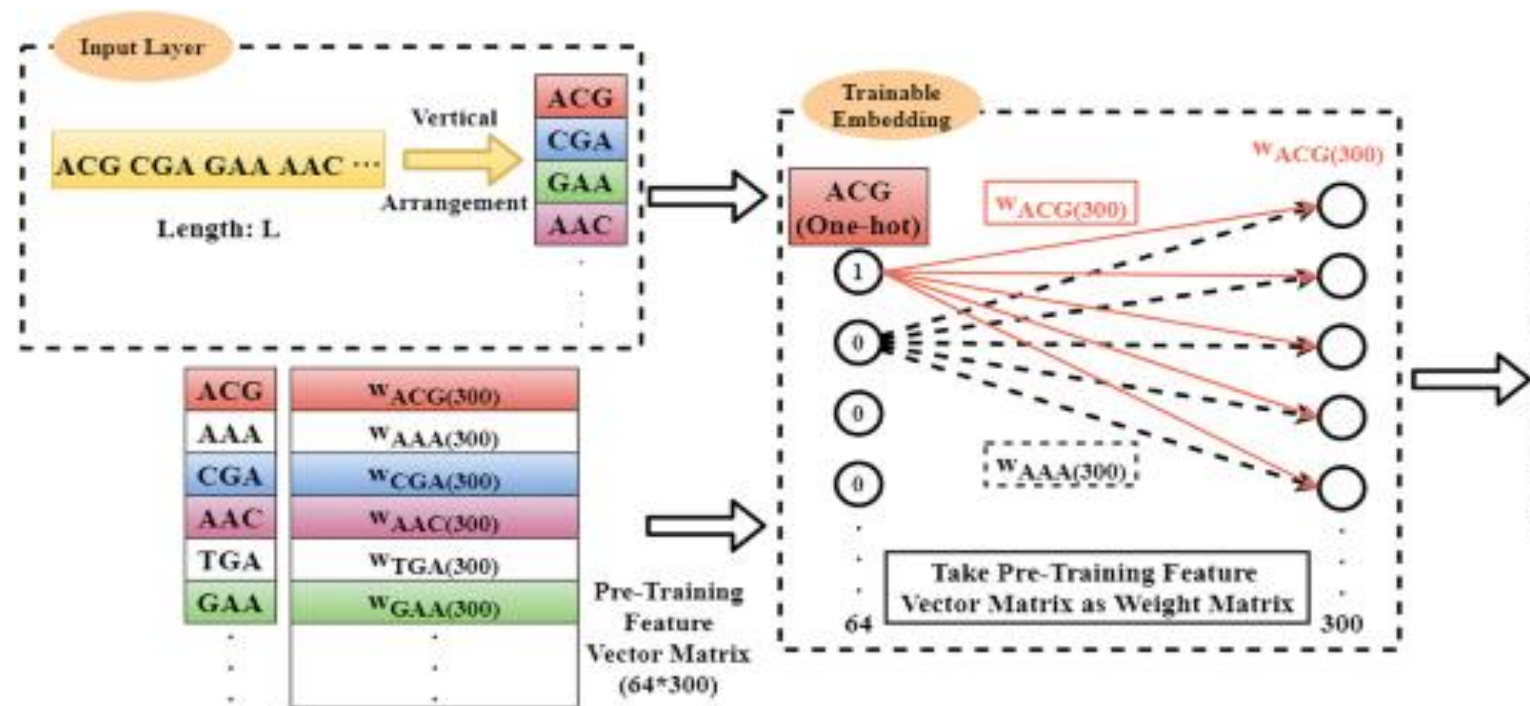 Input Layer
ACG CGA GAA AAC ···
Length: L
Vertical
Arrangement
ACG
CGA
GAA
AAC
ACG wACG(300)
AAA wAAA(300)
CGA wCGA(300)
AAC wAAC(300)
TGA wTGA(300)
GAA wGAA(300)
Pre-Training
Feature
Vector Matrix
(64*300)
Trainable
Embedding
ACG
(One-hot)
1
0
0
0
64
wACG(300)
wAAA(300)
wACG(300)
300
Take Pre-Training Feature
Vector Matrix as Weight Matrix